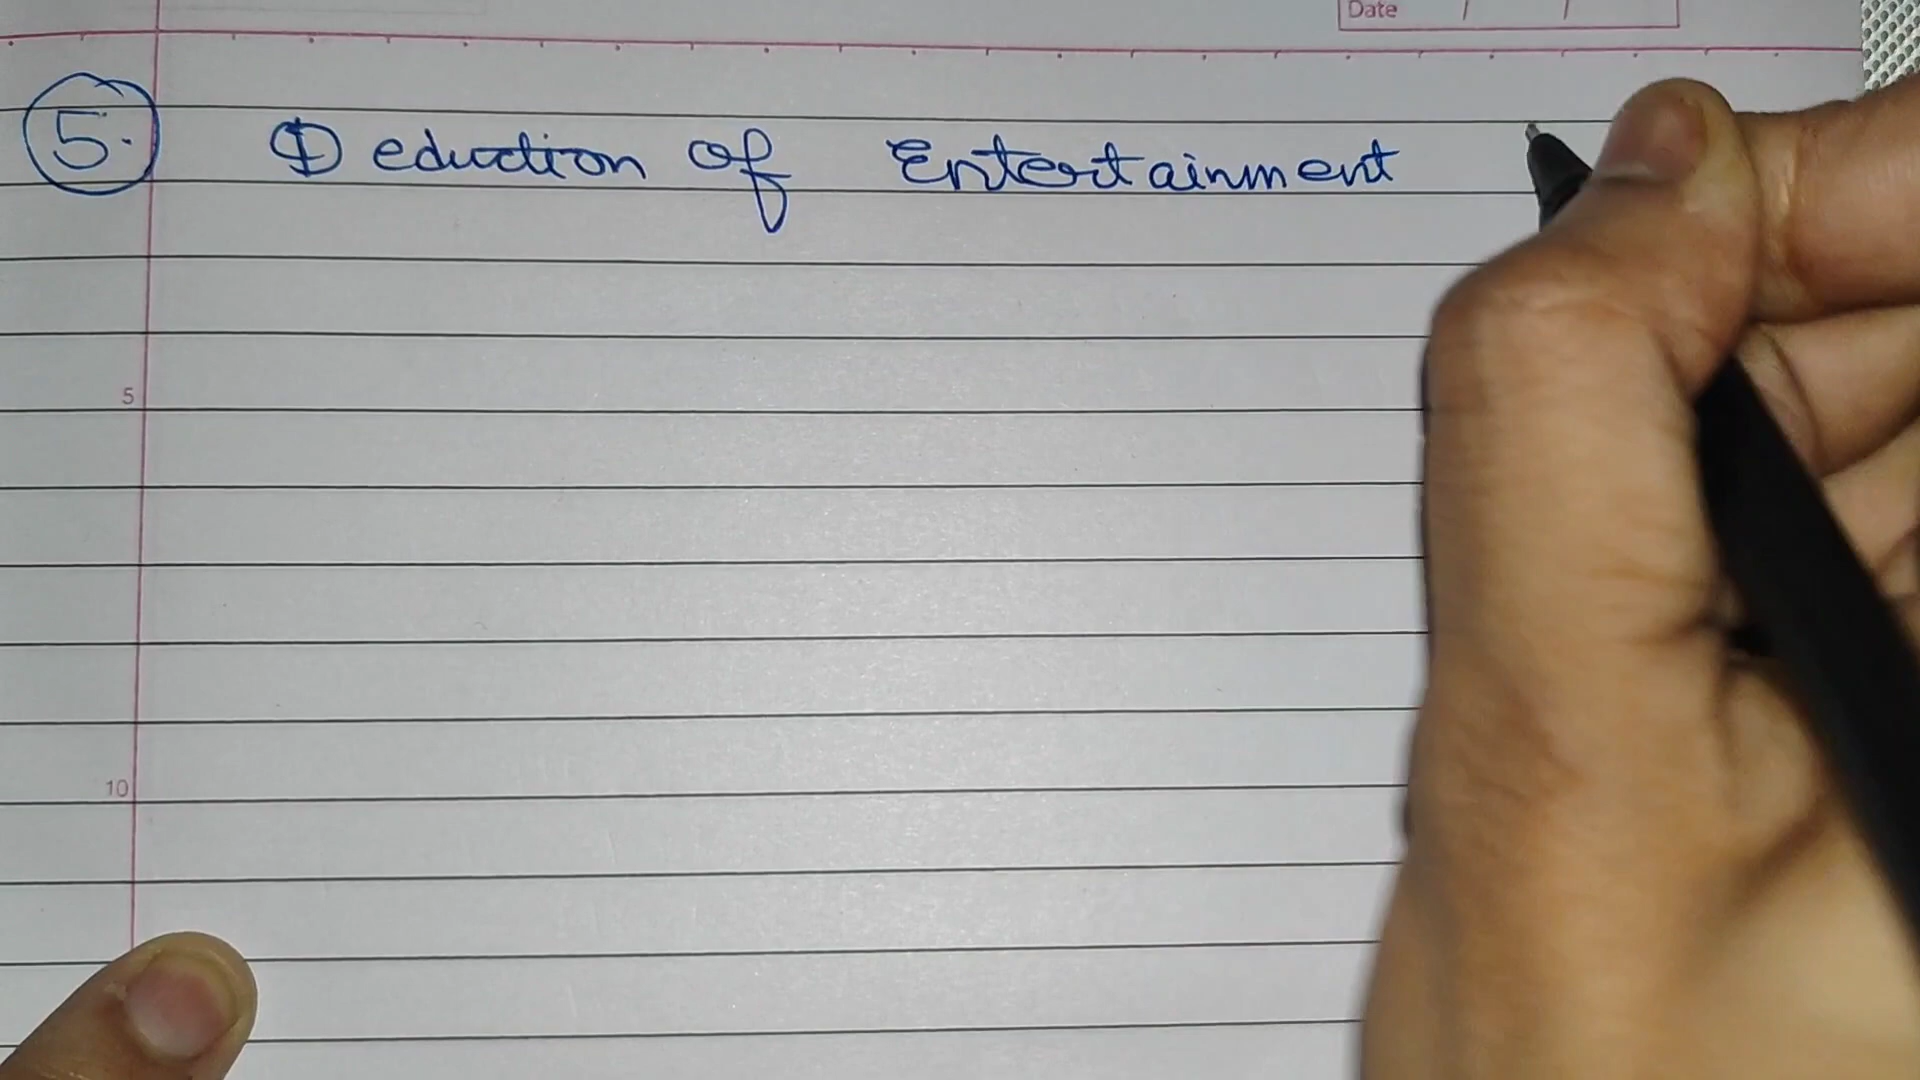 Date / /
5. Deduction of Entertainment
5
10